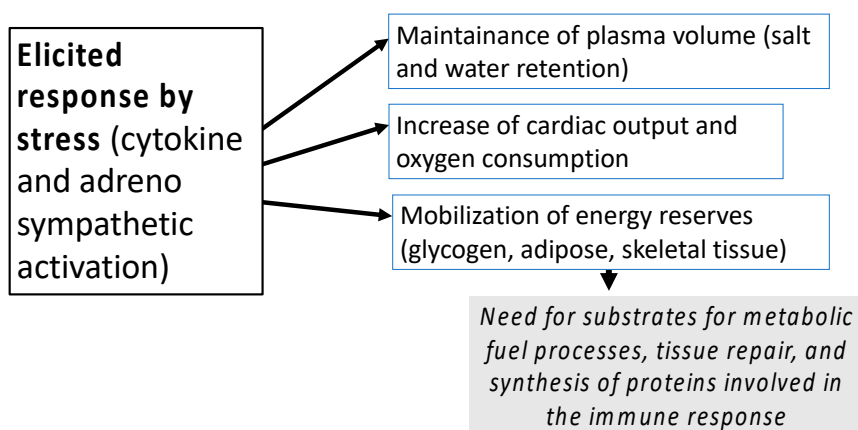 Elicited
response by
stress (cytokine
and adreno
sympathetic
activation)
Maintainance of plasma volume (salt
and water retention)
Increase of cardiac output and
oxygen consumption
Mobilization of energy reserves
(glycogen, adipose, skeletal tissue)
Need for substrates for metabolic
fuel processes, tissue repair, and
synthesis of proteins involved in
the immune response